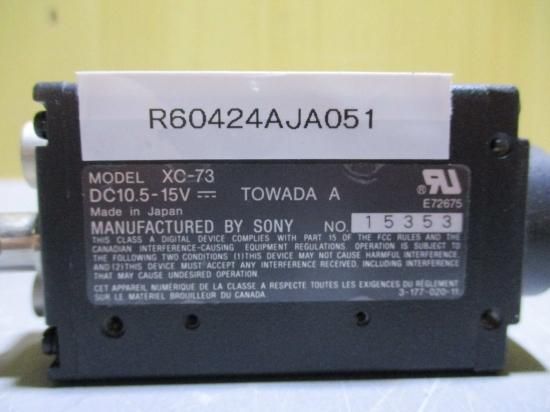 R60424AJA051
MODEL XC-73
DC10.5-15V TOWADA A
E72675
Made in Japan
MANUFACTURED BY SONY NO. 15353
THIS CLASS A DIGITAL DEVICE COMPLIES WITH PART 15 OF THE FCC RULES AND THE
CANADIAN INTERFERENCE-CAUSING EQUIPMENT REGULATIONS. OPERATION IS SUBJECT TO
THE FOLLOWING TWO CONDITIONS (1)THIS DEVICE MAY NOT CAUSE HARMFUL INTERFERENCE,
AND(2)THIS DEVICE MUST ACCEPT ANY INTERFERENCE RECEIVED, INCLUDING INTERFERENCE
THAT MAY CAUSE UNDESIRED OPERATION.
CET APPAREIL NUMÉRIQUE DE LA CLASSE A RESPECTE TOUTES LES EXIGENCES DU RÈGLEMENT
SUR LE MATERIEL BROUILLEUR DU CANADA 3-177-020-11